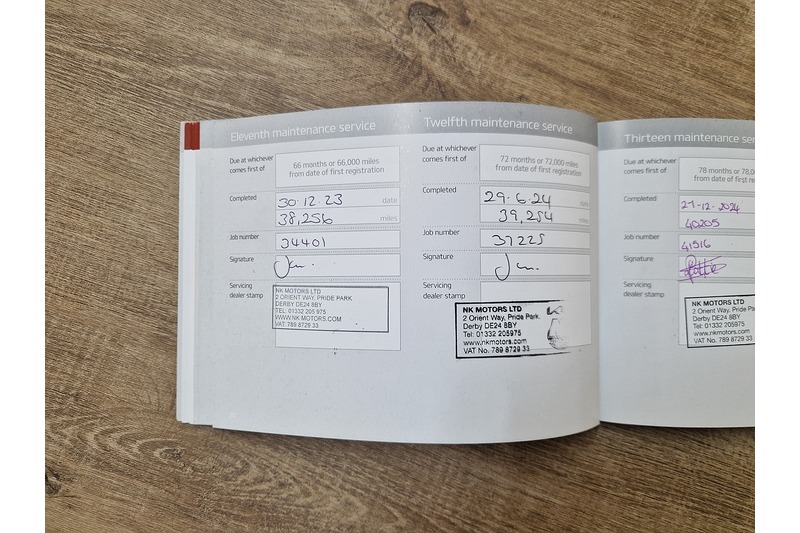 Eleventh maintenance service
Due at whichever comes first of
66 months or 66,000 miles
from date of first registration
Completed
30.12.23 date
38,256 miles
Job number
34401
Signature
Servicing
dealer stamp
NK MOTORS LTD
2 ORIENT WAY, PRIDE PARK
DERBY DE24 8BY
TEL: 01332 205 975
WWW.NKMOTORS.COM
VAT: 789 8729 33
Twelfth maintenance service
Due at whichever
comes first of
72 months or 72,000 miles
from date of first registration
Completed
29.6.24
39,254 miles
Job number
37225
Signature
Servicing
dealer stamp
NK MOTORS LTD
2 Orient Way, Pride Park,
Derby DE24 8BY
Tel: 01332 205975
www.nkmotors.com
VAT No. 789 8729 33
Thirteen maintenance ser
Due at whichever
comes first of
78 months or 78,0
from date of first re
Completed
27-12-2024
40205
Job number
41516
Signature
Servicing
dealer stamp
NK MOTORS LTD
2 Orient Way, Pride Pa
Derby DE24 8BY
Tel: 01332 205975
www.nkmotors.com
VAT No. 789 8729 33